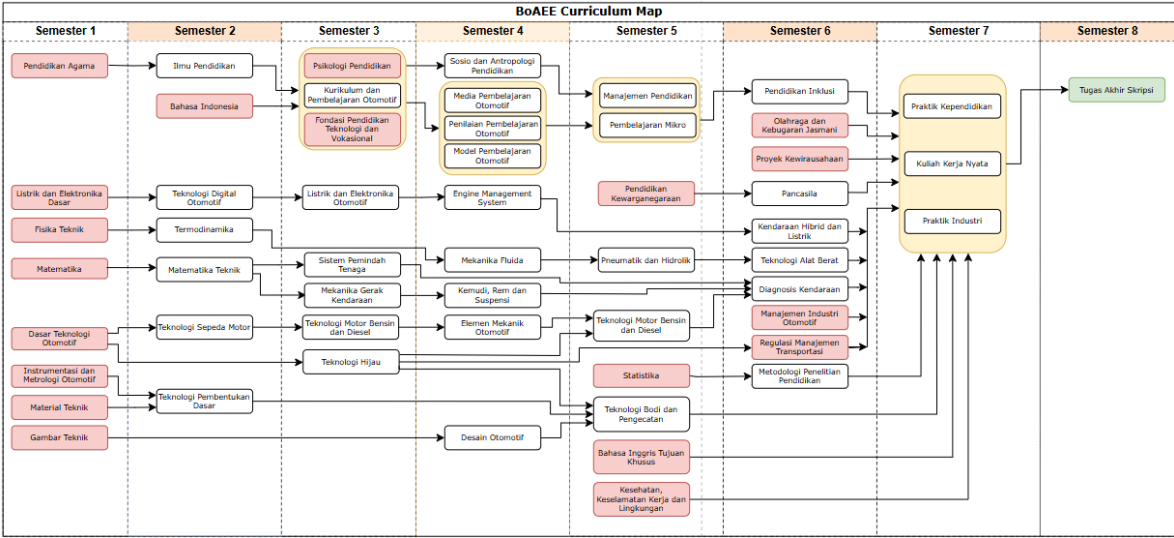 BoAEE Curriculum Map
Semester 1
Semester 2
Semester 3
Semester 4
Semester 5
Semester 6
Semester 7
Semester 8
Pendidikan Agama
Listrik dan Elektronika
Dasar
Fisika Teknik
Matematika
Dasar Teknologi
Otomotif
Instrumentasi dan
Metrologi Otomotif
Material Teknik
Gambar Teknik
Ilmu Pendidikan
Bahasa Indonesia
Teknologi Digital
Otomotif
Termodinamika
Matematika Teknik
Teknologi Sepeda Motor
Teknologi Pembentukan
Dasar
Psikologi Pendidikan
Kurikulum dan
Pembelajaran Otomotif
Fondasi Pendidikan
Teknologi dan
Vokasional
Listrik dan Elektronika
Otomotif
Sistem Pemindah
Tenaga
Mekanika Gerak
Kendaraan
Teknologi Motor Bensin
dan Diesel
Teknologi Hijau
Sosio dan Antropologi
Pendidikan
Media Pembelajaran
Otomotif
Penilaian Pembelajaran
Otomotif
Model Pembelajaran
Otomotif
Engine Management
System
Mekanika Fluida
Kemudi, Rem dan
Suspensi
Elemen Mekanik
Otomotif
Desain Otomotif
Manajemen Pendidikan
Pembelajaran Mikro
Pendidikan
Kewarganegaraan
Pneumatik dan Hidrolik
Teknologi Motor Bensin
dan Diesel
Statistika
Teknologi Bodi dan
Pengecatan
Bahasa Inggris Tujuan
Khusus
Kesehatan,
Keselamatan Kerja dan
Lingkungan
Pendidikan Inklusi
Olahraga dan
Kebugaran Jasmani
Proyek Kewirausahaan
Pancasila
Kendaraan Hibrid dan
Listrik
Teknologi Alat Berat
Diagnosis Kendaraan
Manajemen Industri
Otomotif
Regulasi Manajemen
Transportasi
Metodologi Penelitian
Pendidikan
Praktik Kependidikan
Kuliah Kerja Nyata
Praktik Industri
Tugas Akhir Skripsi